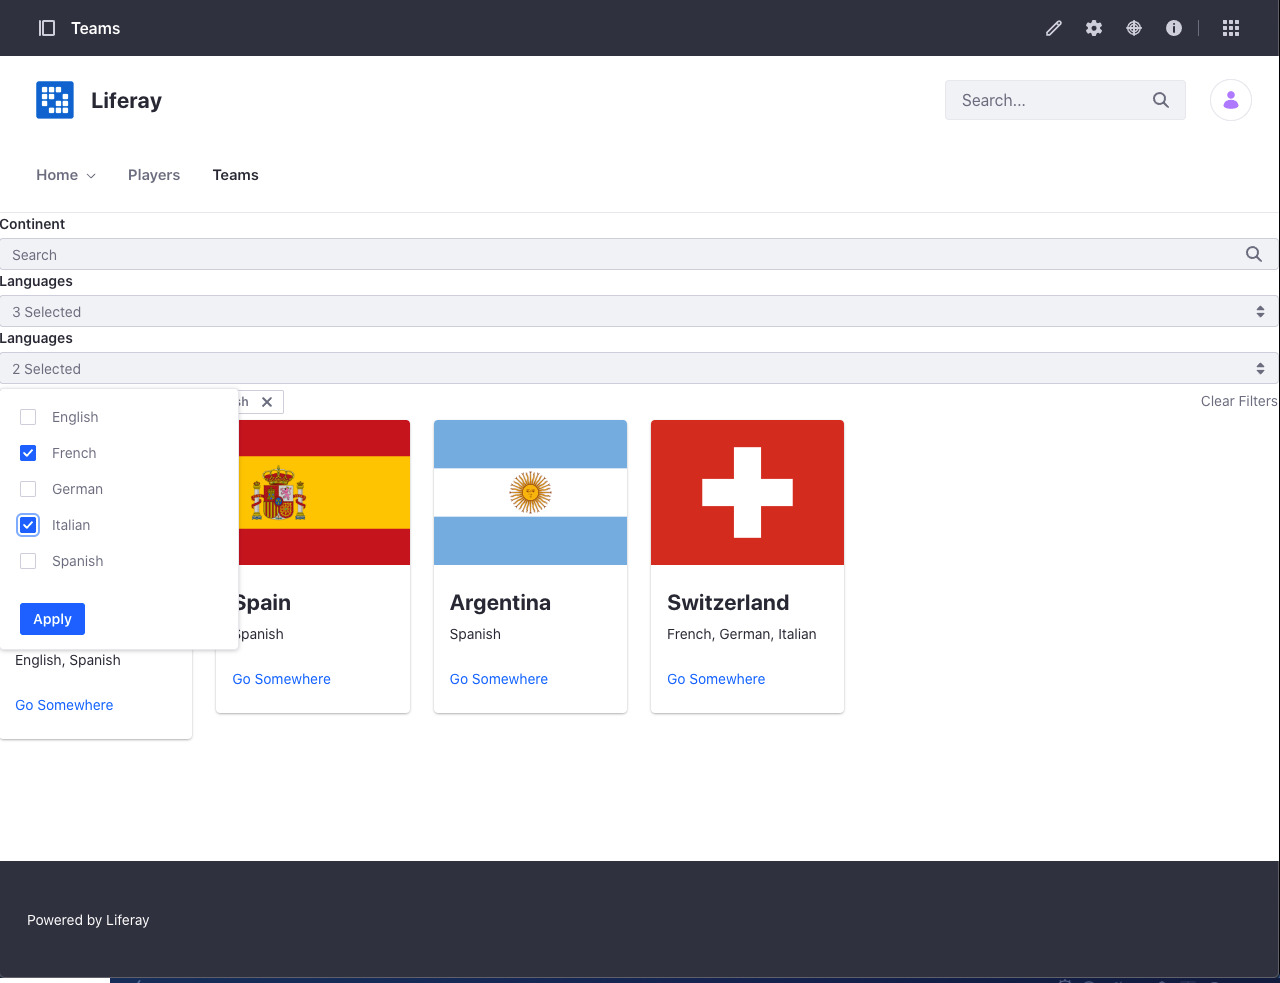 Teams
Liferay
Search...
Home
Players
Teams
Continent
Search
Languages
3 Selected
Languages
2 Selected
Clear Filters
English
French
German
Italian
Spanish
Apply
English, Spanish
Go Somewhere
Spain
Spanish
Go Somewhere
Argentina
Spanish
Go Somewhere
Switzerland
French, German, Italian
Go Somewhere
Powered by Liferay